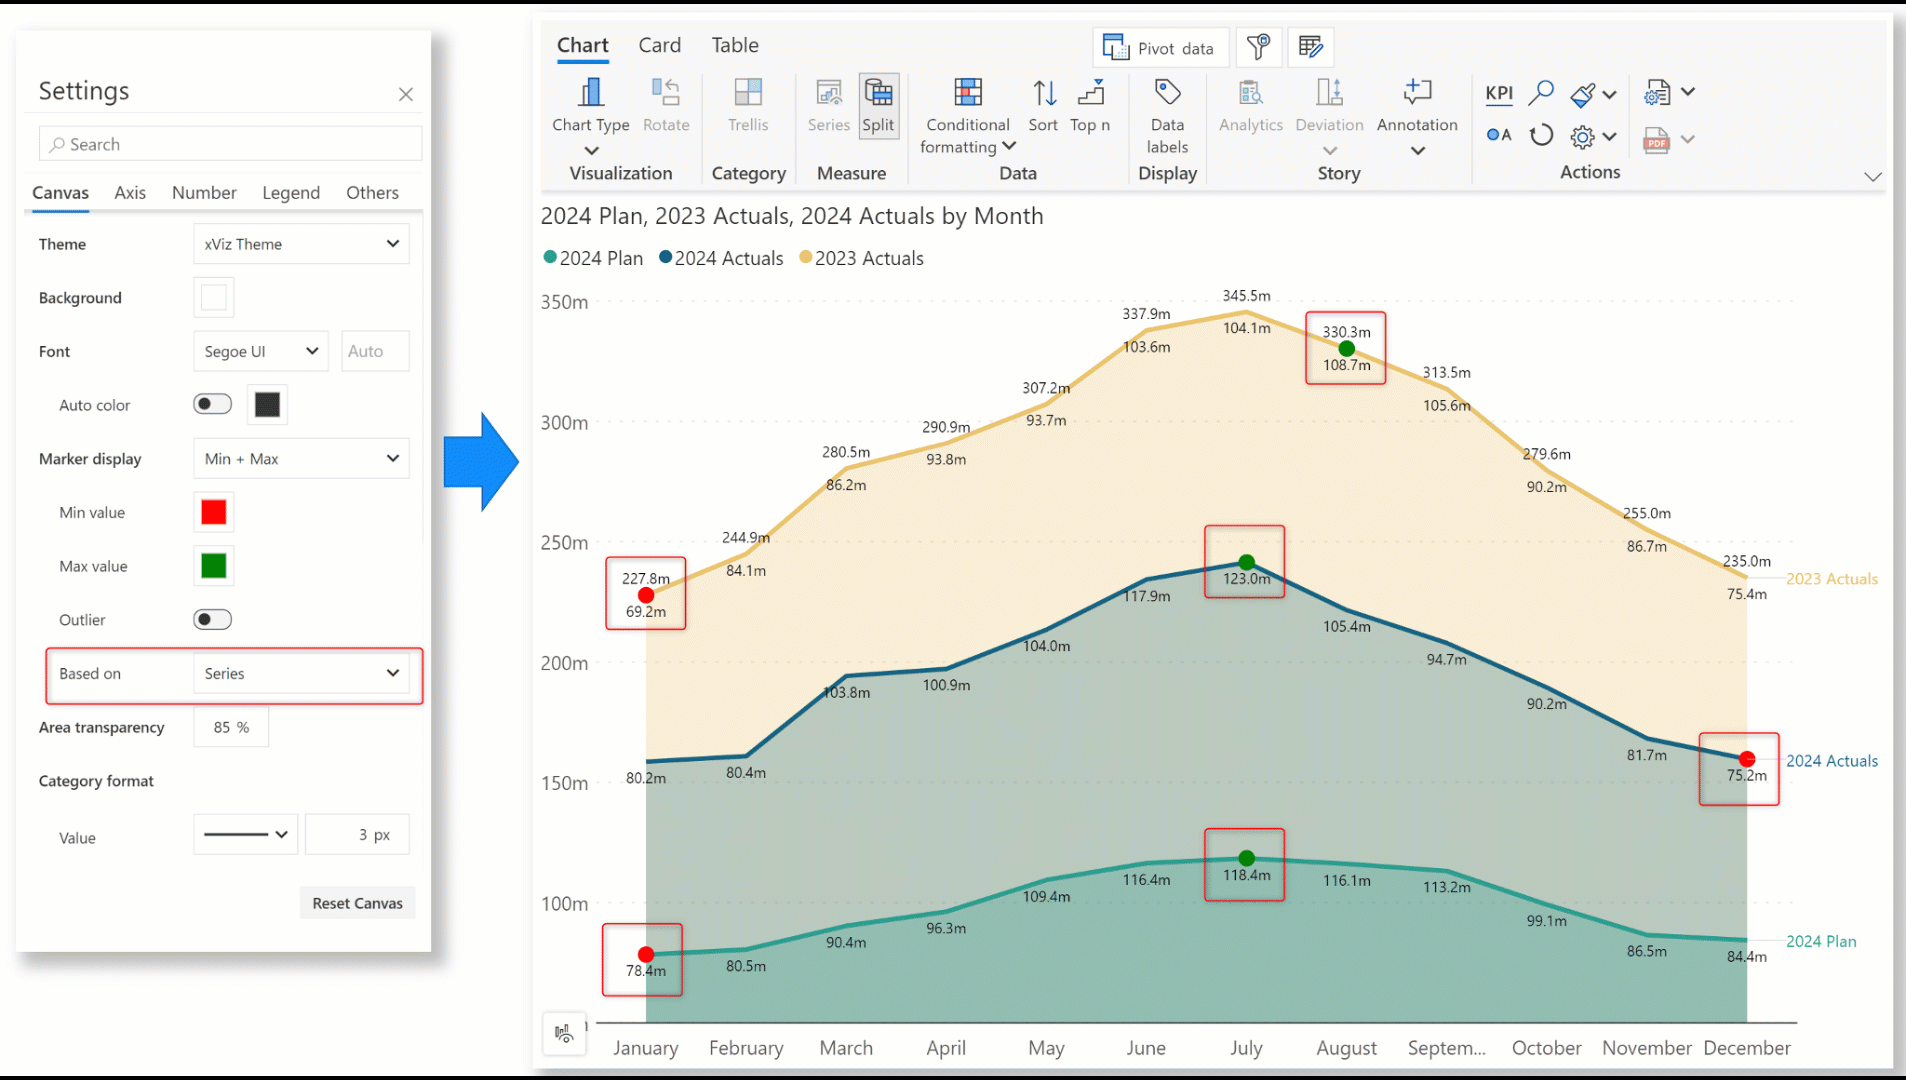 Settings
Search
Canvas Axis Number Legend Others
Theme xViz Theme
Background
Font Segoe UI Auto
Auto color
Marker display Min + Max
Min value
Max value
Outlier
Based on Series
Area transparency 85 %
Category format
Value 3 px
Reset Canvas
Chart Card Table
Pivot data
Chart Type Rotate Trellis Series Split Conditional formatting Sort Top n Data labels Analytics Deviation Annotation
KPI
A
PDF
Visualization Category Measure Data Display Story Actions
2024 Plan, 2023 Actuals, 2024 Actuals by Month
2024 Plan 2024 Actuals 2023 Actuals
350m
300m
250m
200m
150m
100m
227.8m 244.9m 280.5m 290.9m 307.2m 337.9m 345.5m 330.3m 313.5m 279.6m 255.0m 235.0m
69.2m 84.1m 86.2m 93.8m 93.7m 103.6m 104.1m 108.7m 105.6m 90.2m 86.7m 75.4m
2023 Actuals
80.2m 80.4m 103.8m 100.9m 104.0m 117.9m 123.0m 105.4m 94.7m 90.2m 81.7m 75.2m
2024 Actuals
78.4m 80.5m 90.4m 96.3m 109.4m 116.4m 118.4m 116.1m 113.2m 99.1m 86.5m 84.4m
2024 Plan
January February March April May June July August Septem... October November December